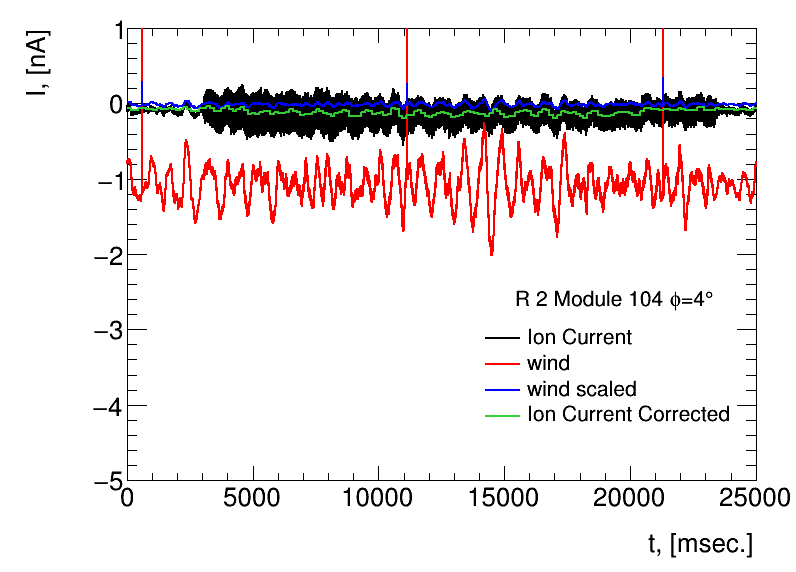 I, [nA]
1
0
−1
−2
−3
−4
−5
R 2 Module 104 ϕ=4°
Ion Current
wind
wind scaled
Ion Current Corrected
0 5000 10000 15000 20000 25000
t, [msec.]